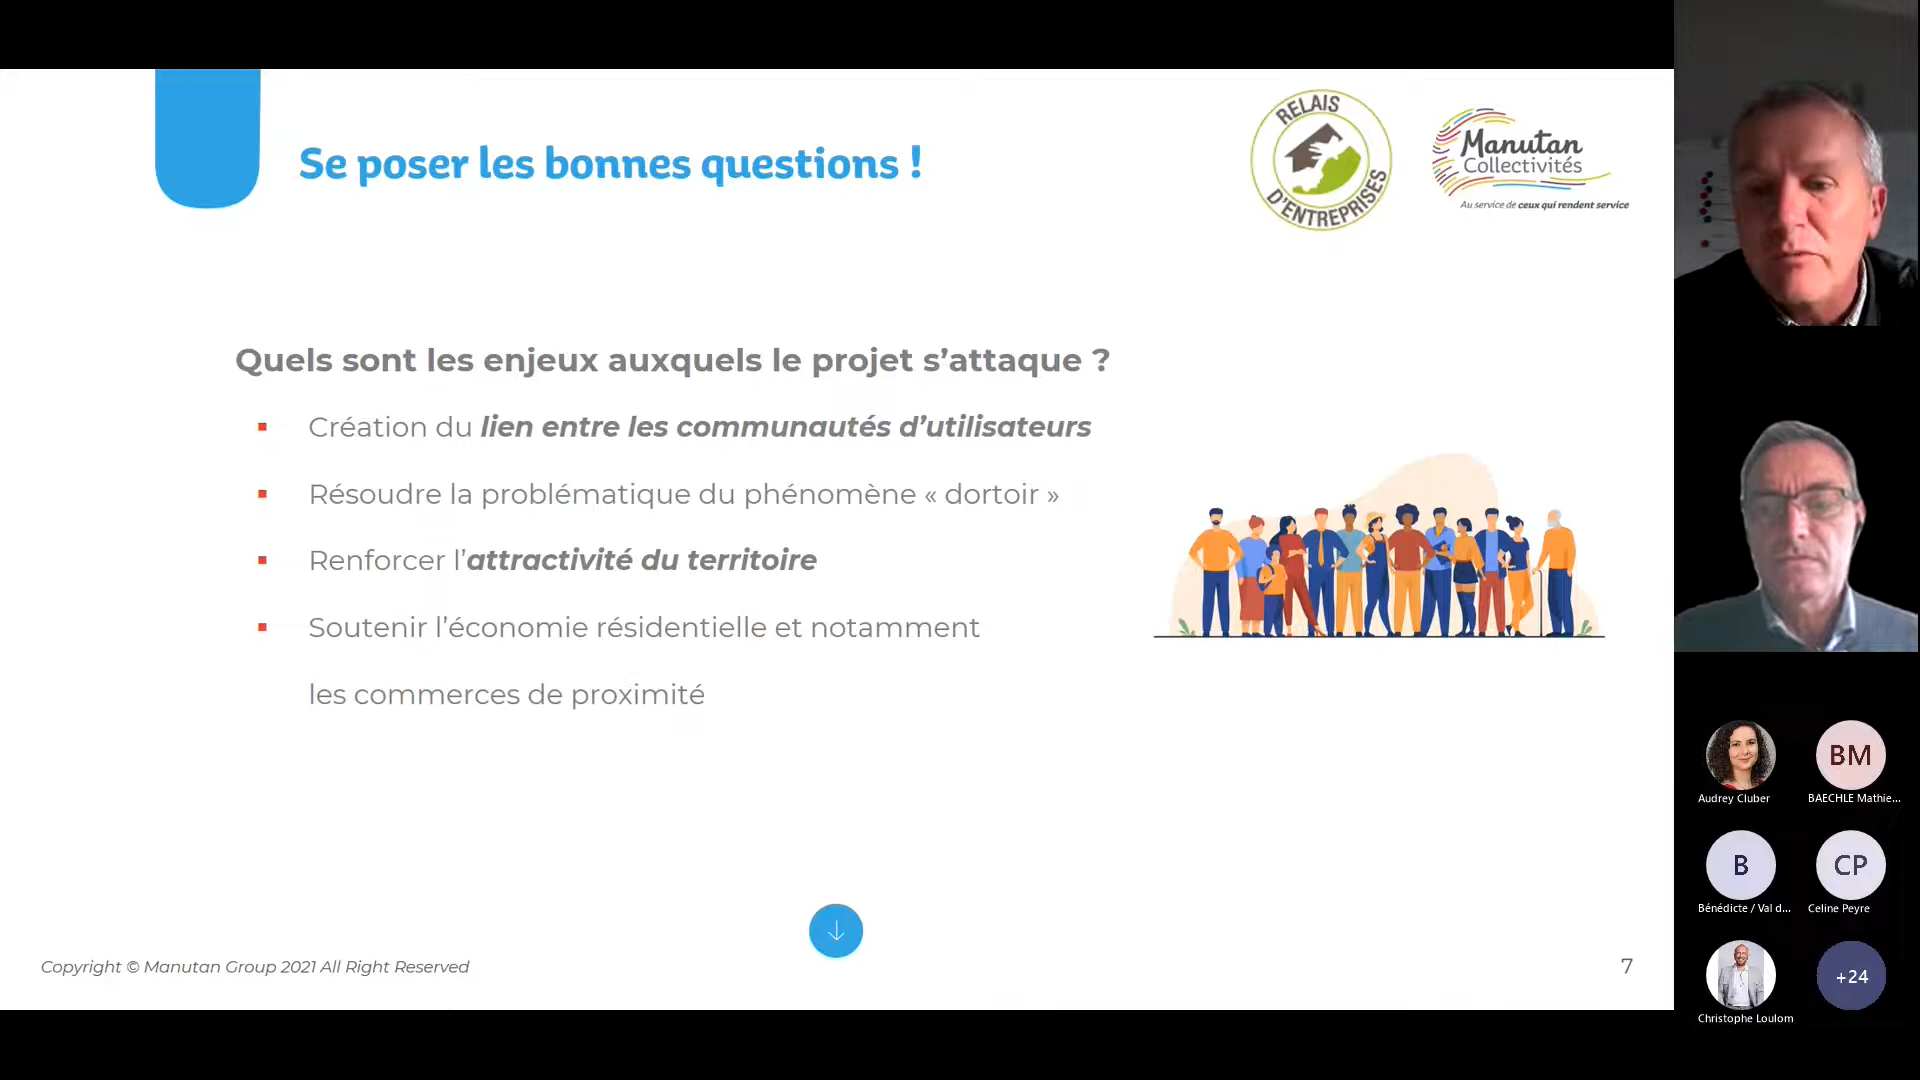 RELAIS
D'ENTREPRISES
Manutan
Collectivités
Au service de ceux qui rendent service
Se poser les bonnes questions !
Quels sont les enjeux auxquels le projet s’attaque ?
Création du lien entre les communautés d’utilisateurs
Résoudre la problématique du phénomène « dortoir »
Renforcer l’attractivité du territoire
Soutenir l’économie résidentielle et notamment
les commerces de proximité
Copyright © Manutan Group 2021 All Right Reserved
7
Audrey Cluber
BM
BAECHLE Mathie...
B
Bénédicte / Val d...
CP
Celine Peyre
Christophe Loulom
+24